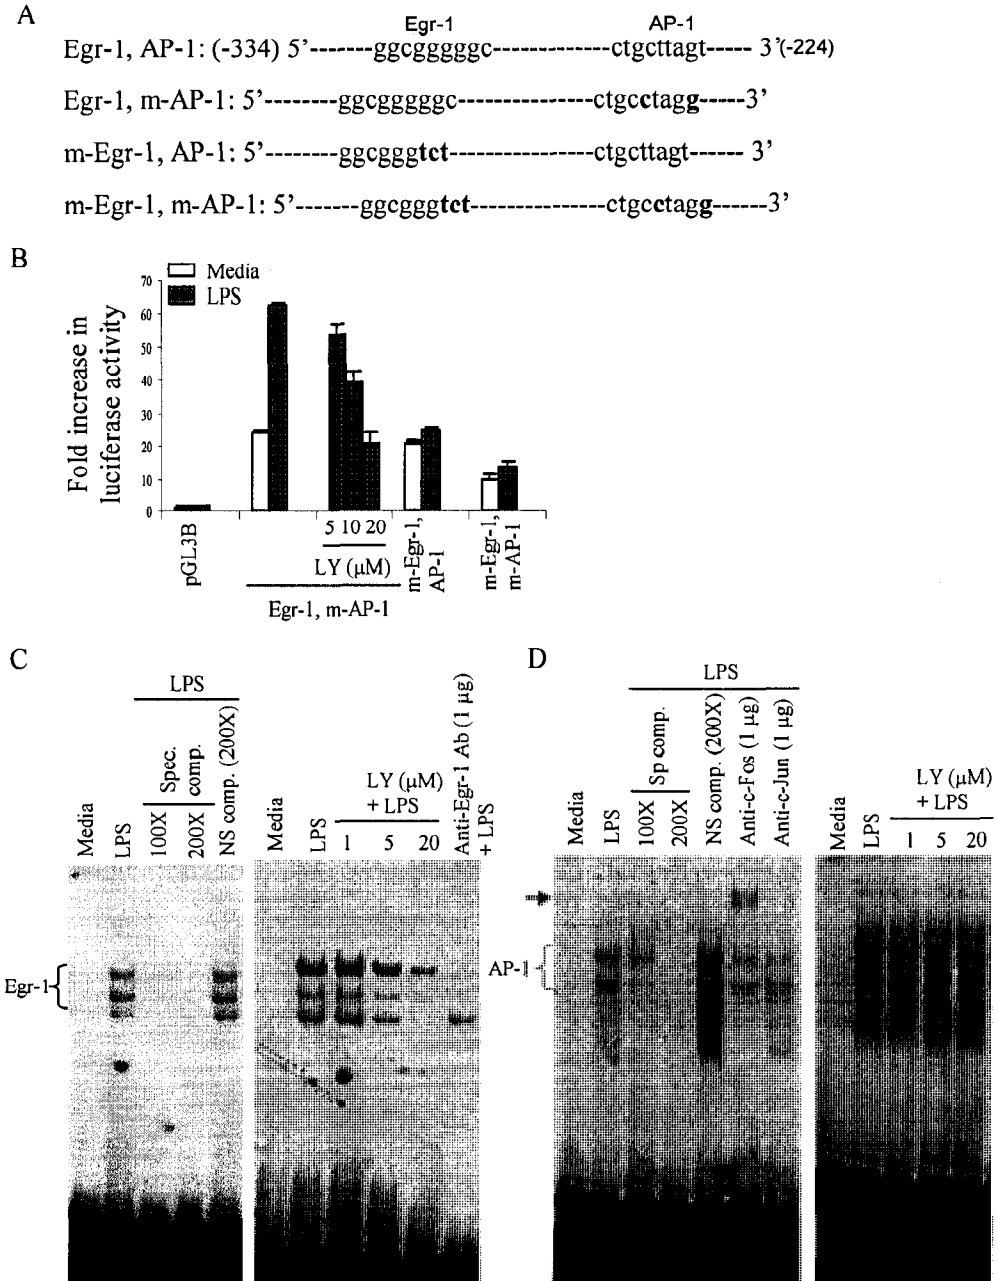 A
Egr-1 AP-1
Egr-1, AP-1: (-334) 5’-------ggcgggggc------------ctgcttagt----- 3’(-224)
Egr-1, m-AP-1: 5’--------ggcgggggc---------------ctgcctagg-----3’
m-Egr-1, AP-1: 5’--------ggcgggtct----------------ctgcttagt------ 3’
m-Egr-1, m-AP-1: 5’-------ggcgggtct----------------ctgcctagg------3’
B
Media
LPS
Fold increase in
luciferase activity
70
60
50
40
30
20
10
0
pGL3B
5 10 20
LY (µM)
Egr-1, m-AP-1
m-Egr-1,
AP-1
m-Egr-1,
m-AP-1
C
LPS
Media
LPS
Spec.
comp.
100X
200X
NS comp. (200X)
Media
LPS
LY (µM)
+ LPS
1 5 20
Anti-Egr-1 Ab (1 µg)
+ LPS
Egr-1
D
LPS
Media
LPS
Sp comp.
100X
200X
NS comp. (200X)
Anti-c-Fos (1 µg)
Anti-c-Jun (1 µg)
Media
LPS
LY (µM)
+ LPS
1 5 20
AP-1